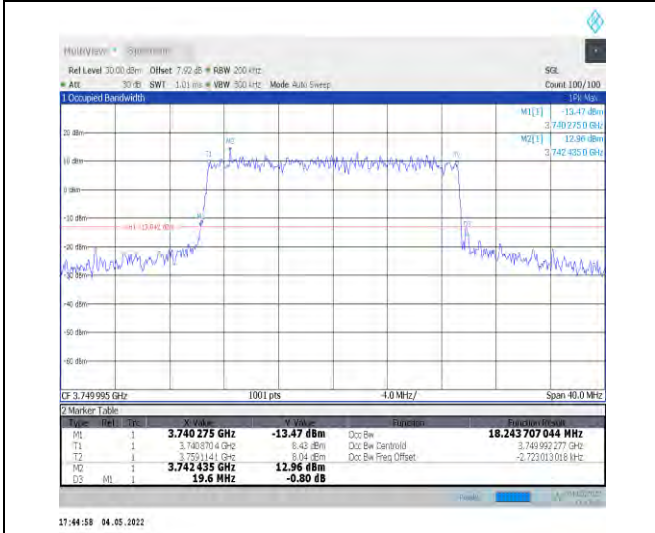 MultiView Spectrum
Ref Level 30.00 dBm Offset 7.92 dB RBW 200 kHz SGL
Att 30 dB SWT 1.01 ms VBW 500 kHz Mode Auto Sweep Count 100/100
1 Occupied Bandwidth 1Pk Max
M1[1] -13.47 dBm
3.740 275 0 GHz
M2[1] 12.96 dBm
3.742 435 0 GHz
20 dBm
M2
T1
10 dBm
0 dBm
-10 dBm
-20 dBm
-30 dBm
-40 dBm
-50 dBm
-60 dBm
CF 3.749 995 GHz 1001 pts 4.0 MHz/ Span 40.0 MHz
2 Marker Table
Type Ref Trc X-Value Y-Value Function Function Result
M1 1 3.740 275 GHz -13.47 dBm Occ Bw 18.243 707 044 MHz
T1 1 3.740 870 4 GHz 8.43 dBm Occ Bw Centroid 3.749 992 277 GHz
T2 1 3.759 114 1 GHz 8.04 dBm Occ Bw Freq Offset -2.723 013 018 kHz
M2 1 3.742 435 GHz 12.96 dBm
D3 M1 1 19.6 MHz -0.80 dB
17:44:58 04.05.2022